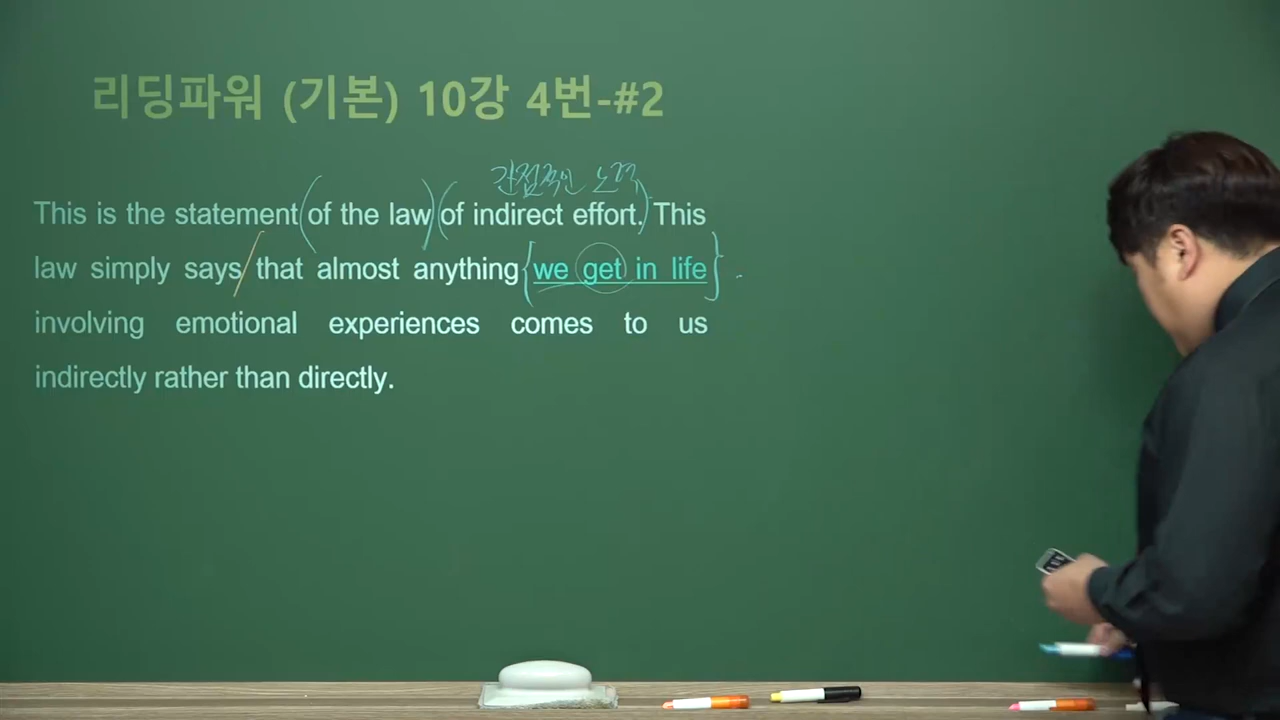 리딩파워 (기본) 10강 4번-#2
간접적인 노력
This is the statement of the law of indirect effort. This
law simply says that almost anything we get in life
involving emotional experiences comes to us
indirectly rather than directly.